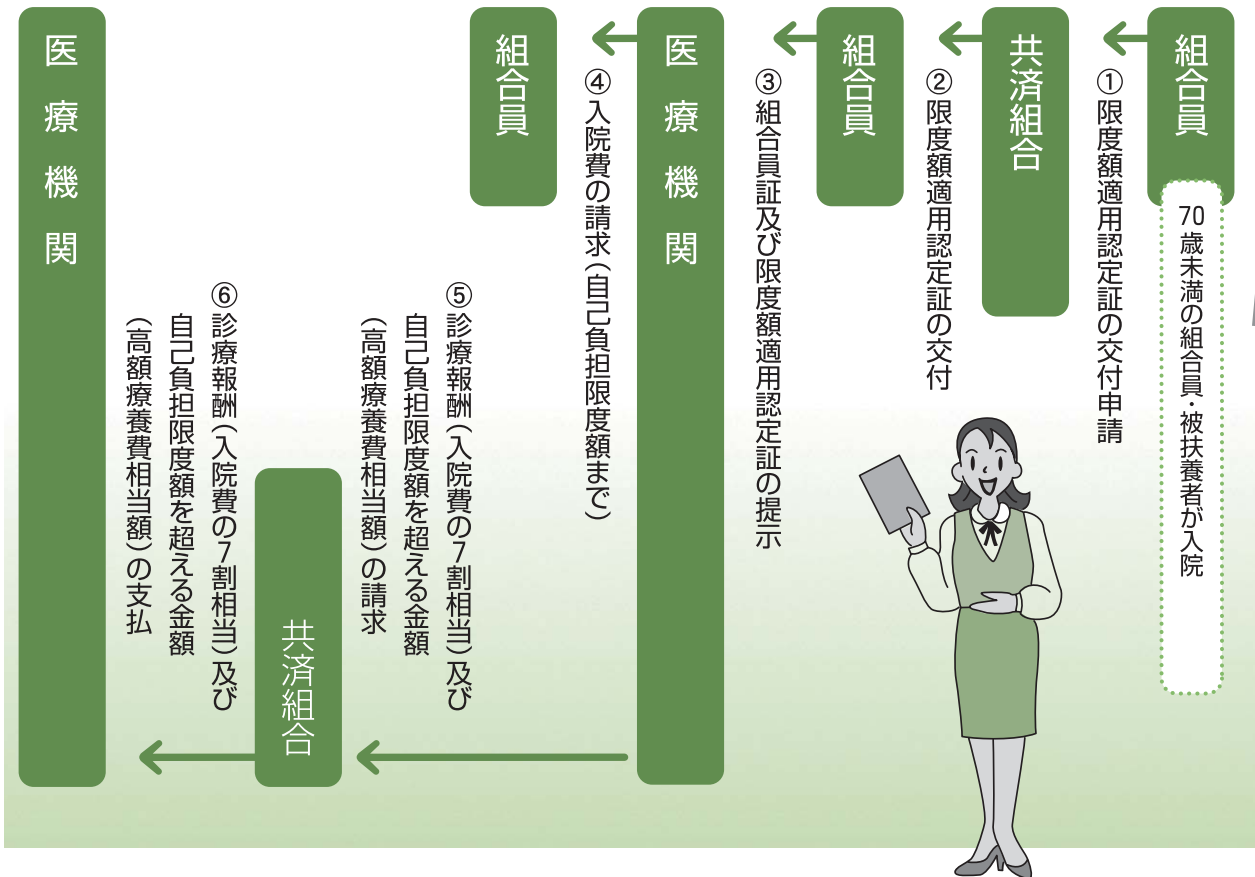 組合員
70歳未満の組合員・被扶養者が入院
①限度額適用認定証の交付申請
共済組合
②限度額適用認定証の交付
組合員
③組合員証及び限度額適用認定証の提示
医療機関
④入院費の請求（自己負担限度額まで）
組合員
⑤診療報酬（入院費の7割相当）及び
自己負担限度額を超える金額
（高額療養費相当額）の請求
共済組合
⑥診療報酬（入院費の7割相当）及び
自己負担限度額を超える金額
（高額療養費相当額）の支払
医療機関